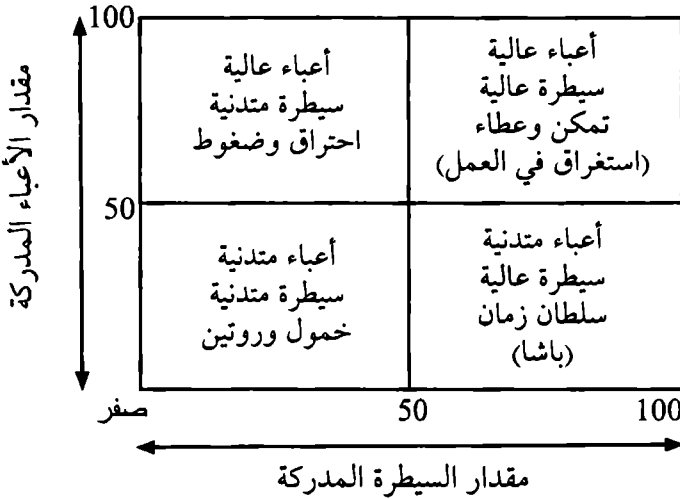 مقدار الأعباء المدركة
100
50
أعباء عالية
سيطرة عالية
تمكن وعطاء
(استغراق في العمل)
أعباء عالية
سيطرة متدنية
احتراق وضغوط
أعباء متدنية
سيطرة عالية
سلطان زمان
(باشا)
أعباء متدنية
سيطرة متدنية
خمول وروتين
صفر
50
100
مقدار السيطرة المدركة